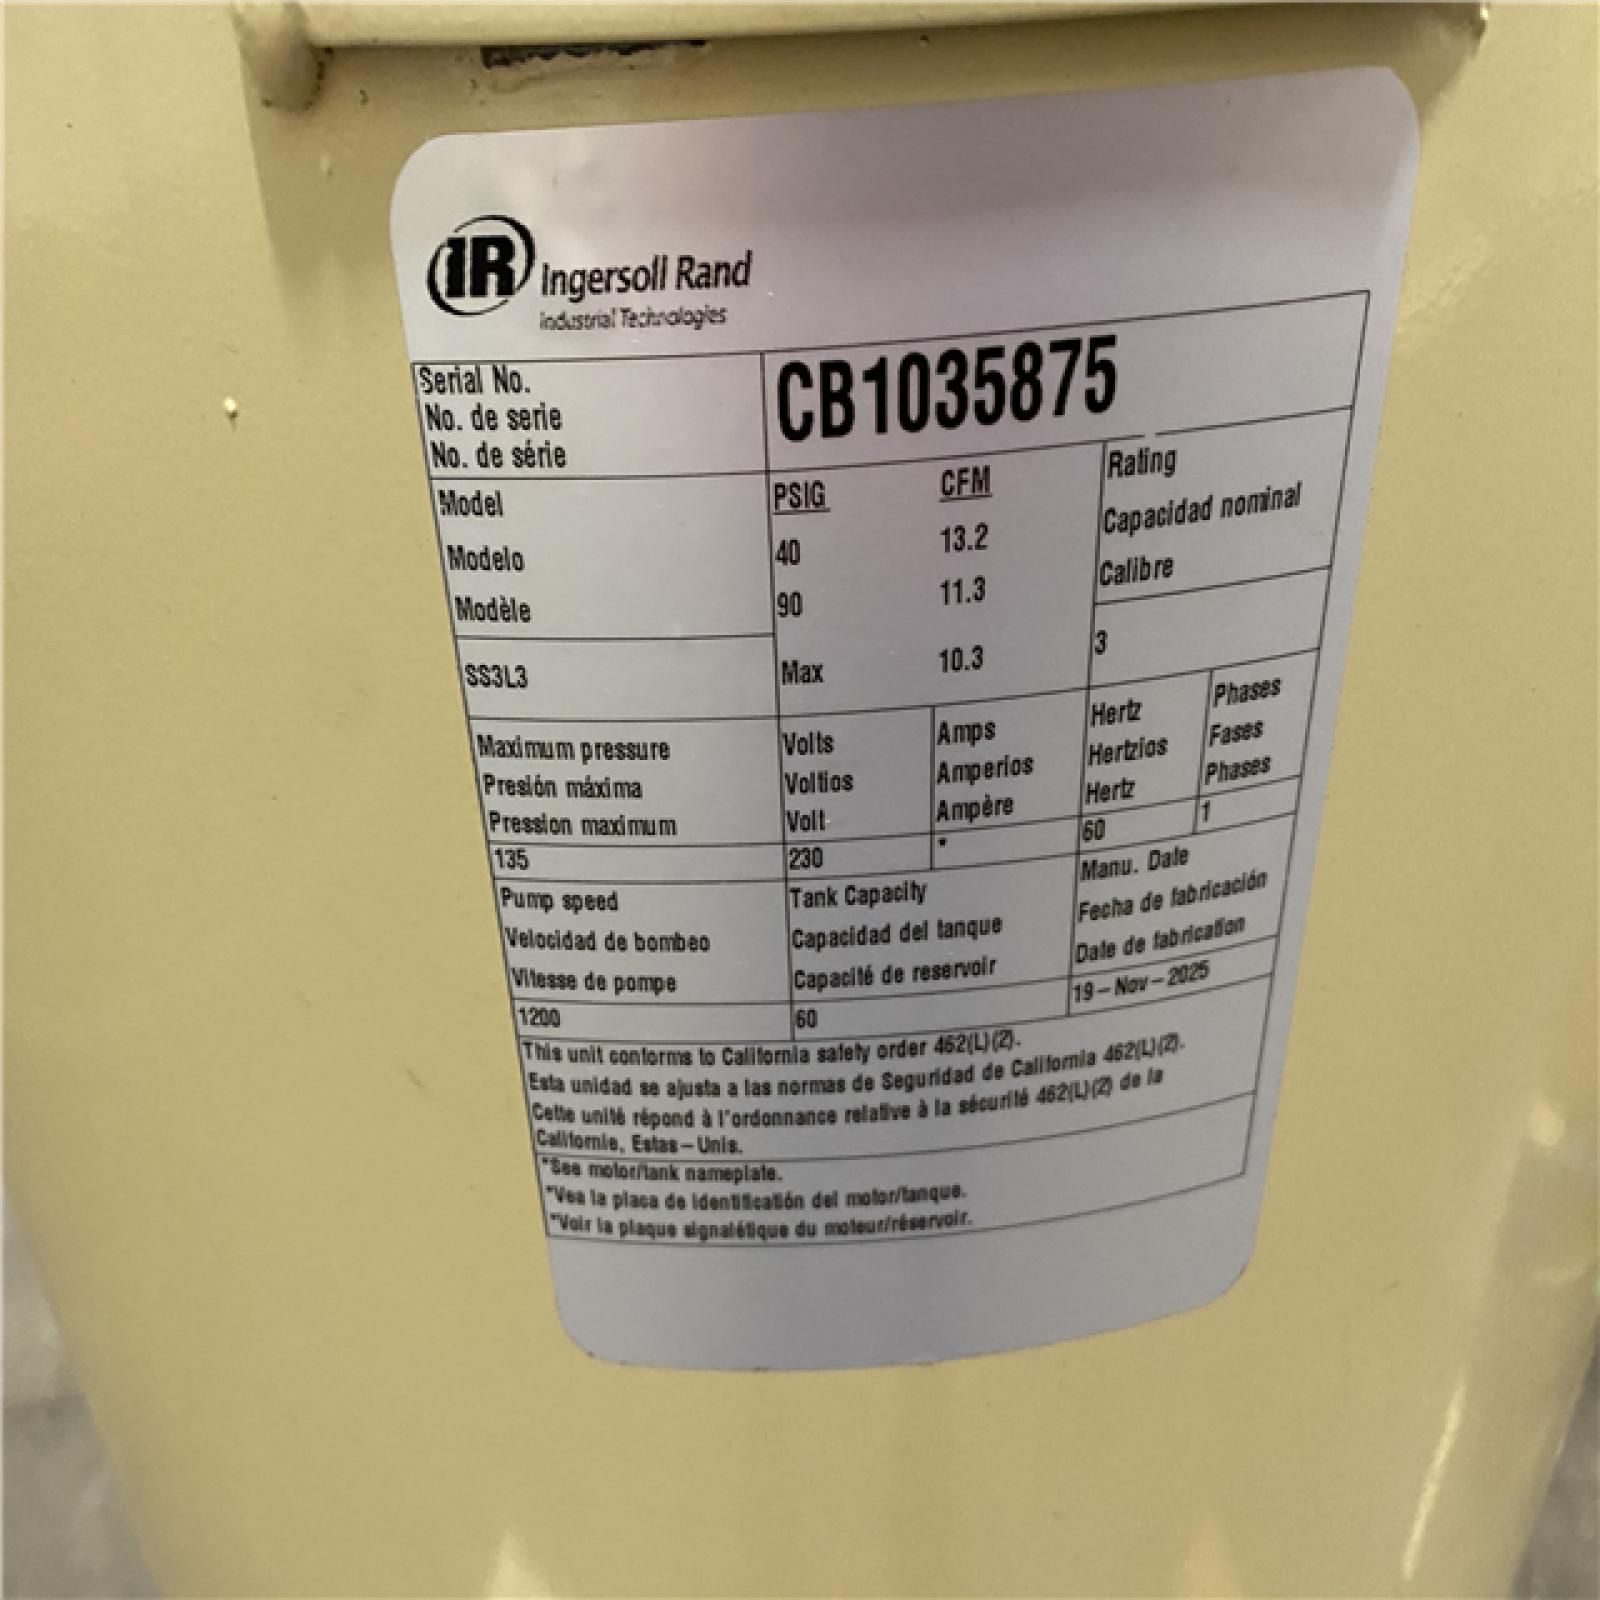 IR Ingersoll Rand
Industrial Technologies
Serial No.
No. de serie
No. de série
CB1035875
Model
Modelo
Modèle
SS3L3
PSIG CFM
40 13.2
90 11.3
Max 10.3
Rating
Capacidad nominal
Calibre
3
Maximum pressure
Presión máxima
Pression maximum
135
Volts
Voltios
Volt
230
Amps
Amperios
Ampère
*
Hertz
Hertzios
Hertz
60
Phases
Fases
Phases
1
Pump speed
Velocidad de bombeo
Vitesse de pompe
1200
Tank Capacity
Capacidad del tanque
Capacité de reservoir
60
Manu. Date
Fecha de fabricación
Date de fabrication
19-Nov-2025
This unit conforms to California safety order 462(L)(2).
Esta unidad se ajusta a las normas de Seguridad de California 462(L)(2).
Cette unité répond à l'ordonnance relative à la sécurité 462(L)(2) de la
Californie, Estas-Unis.
*See motor/tank nameplate.
*Vea la placa de identificatión del motor/tanque.
*Voir la plaque signalétique du moteur/réservoir.